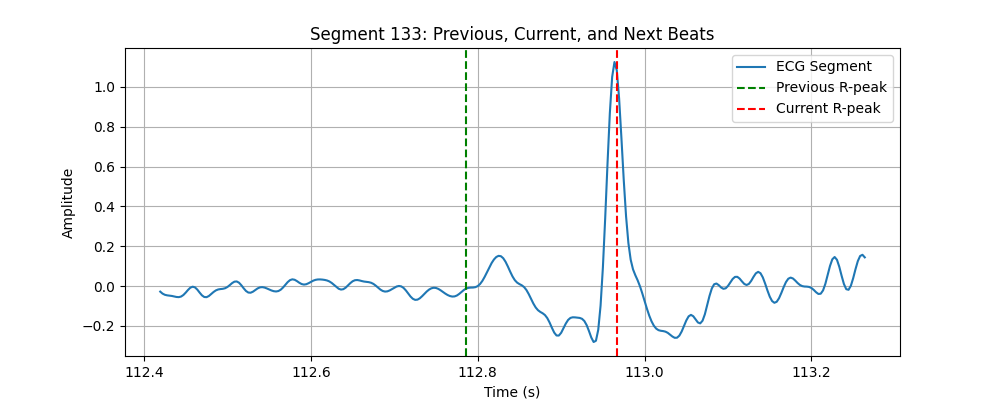 Segment 133: Previous, Current, and Next Beats
ECG Segment
Previous R-peak
Current R-peak
Amplitude
1.0
0.8
0.6
0.4
0.2
0.0
−0.2
112.4 112.6 112.8 113.0 113.2
Time (s)